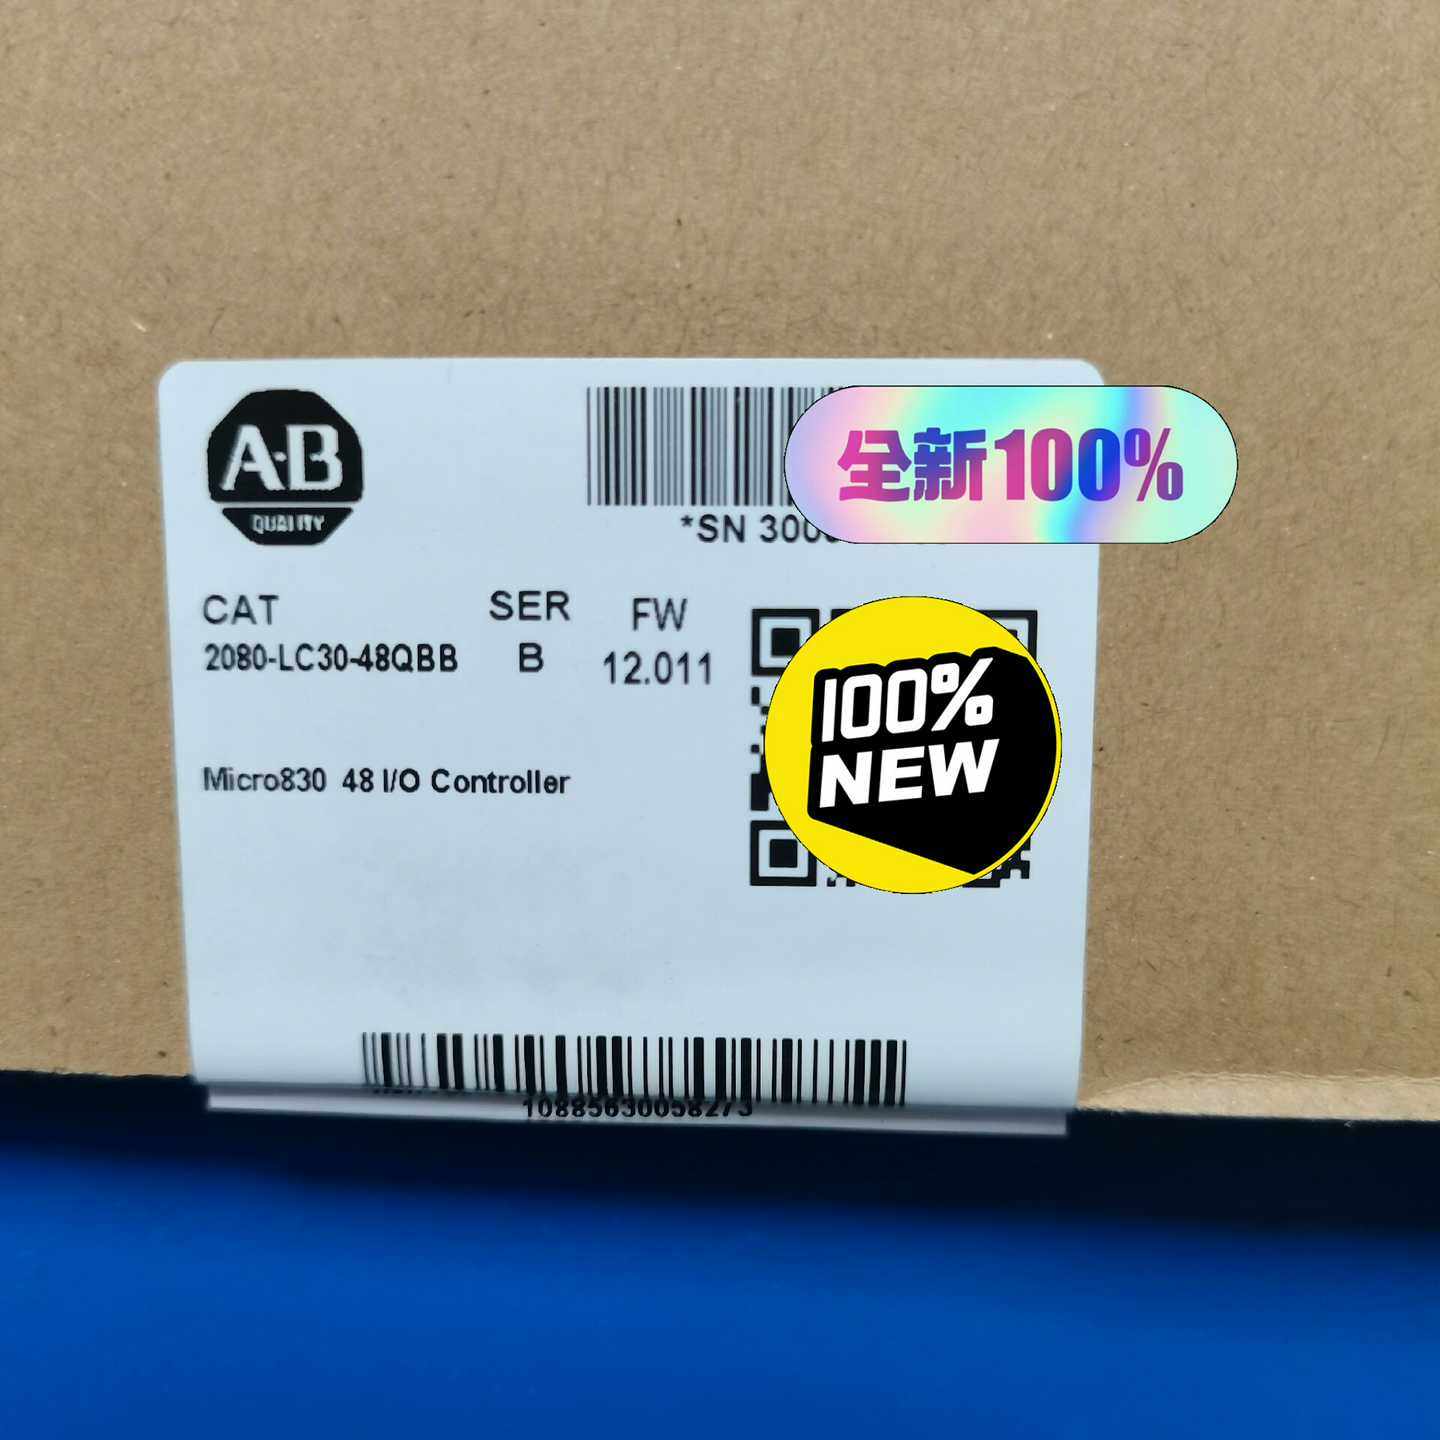 A·B
QUALITY
全新100%
*SN 300
CAT SER FW
2080-LC30-48QBB B 12.011
100%
NEW
Micro830 48 I/O Controller
10885630058273